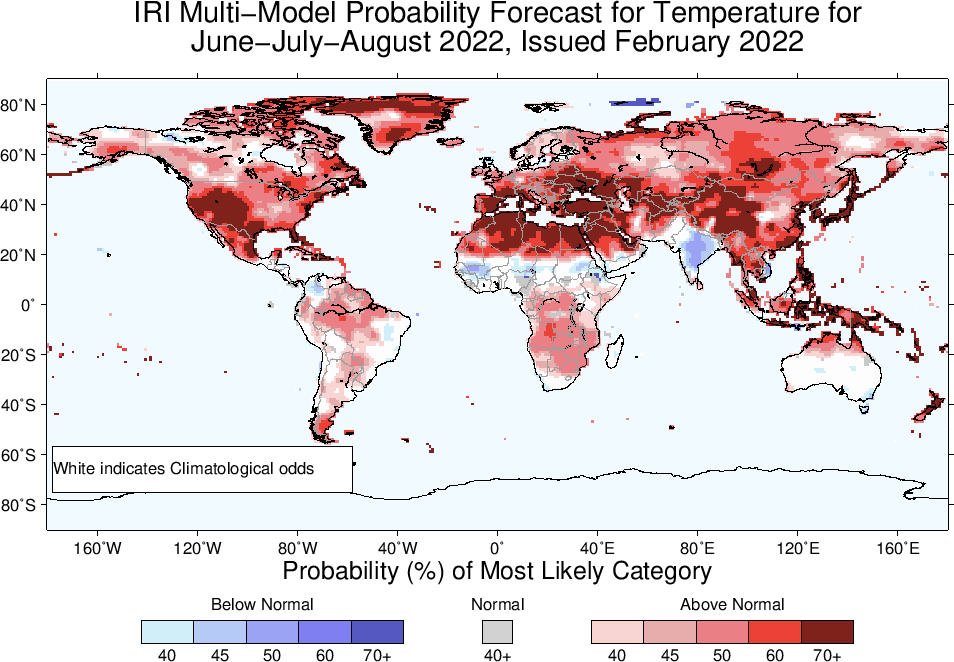 IRI Multi−Model Probability Forecast for Temperature for
June−July−August 2022, Issued February 2022
80˚N
60˚N
40˚N
20˚N
0˚
20˚S
40˚S
60˚S
80˚S
White indicates Climatological odds
160˚W 120˚W 80˚W 40˚W 0˚ 40˚E 80˚E 120˚E 160˚E
Probability (%) of Most Likely Category
Below Normal Normal Above Normal
40 45 50 60 70+ 40+ 40 45 50 60 70+